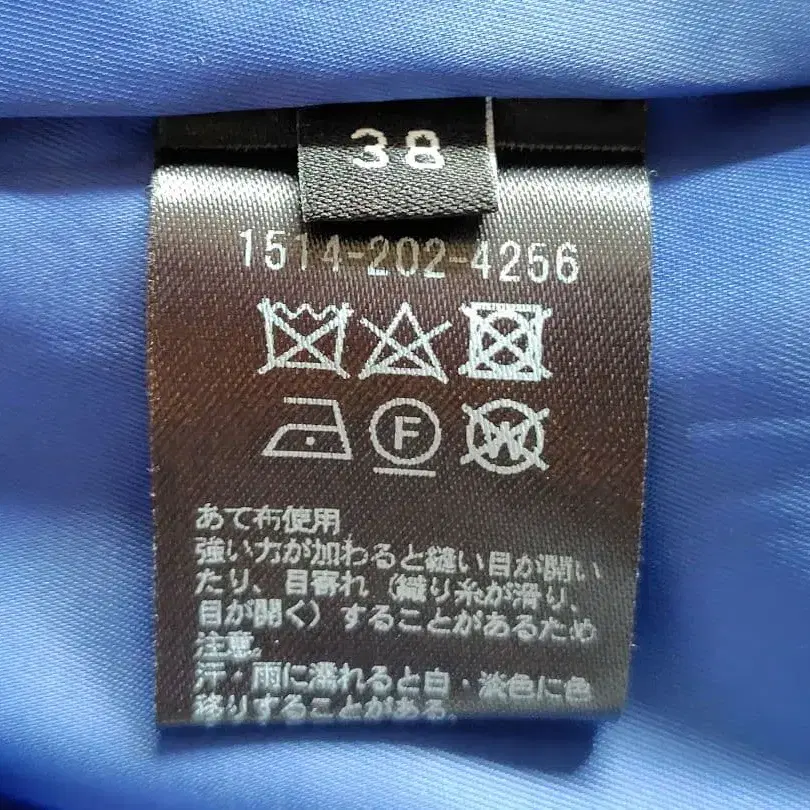 38
1514-202-4256
F
W
あて布使用
強い力が加わると縫い目が開い
たり、目寄れ（織り糸が滑り、
目が開く）することがあるため
注意。
汗・雨に濡れると白・淡色に色
移りすることがある。